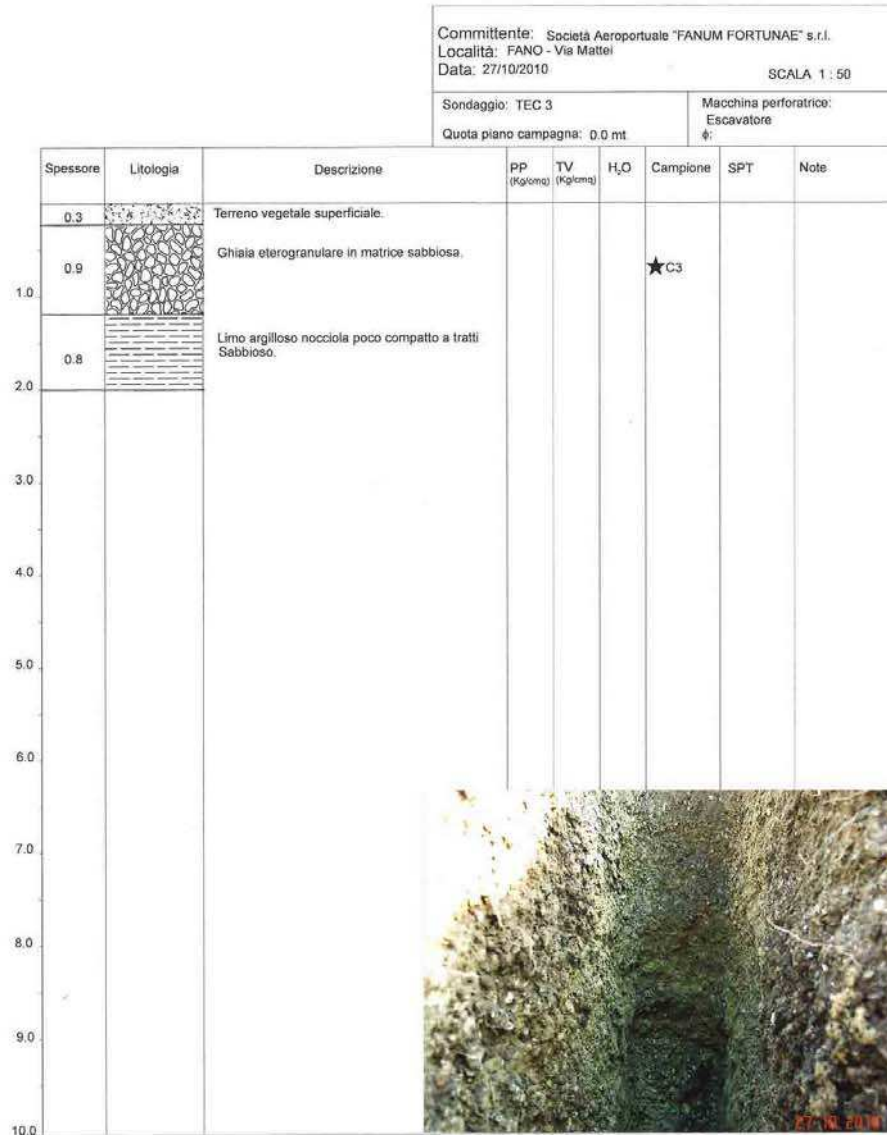 Committente: Società Aeroportuale "FANUM FORTUNAE" s.r.l.
Località: FANO - Via Mattei
Data: 27/10/2010
SCALA 1 : 50
Sondaggio: TEC 3
Macchina perforatrice:
Escavatore
Quota piano campagna: 0.0 mt
ϕ:
Spessore Litologia Descrizione PP (Kg/cmq) TV (Kg/cmq) H₂O Campione SPT Note
0.3 Terreno vegetale superficiale.
Ghiaia eterogranulare in matrice sabbiosa.
0.9 ★C3
1.0
Limo argilloso nocciola poco compatto a tratti
Sabbioso.
0.8
2.0
3.0
4.0
5.0
6.0
7.0
8.0
9.0
10.0
27 10 2010